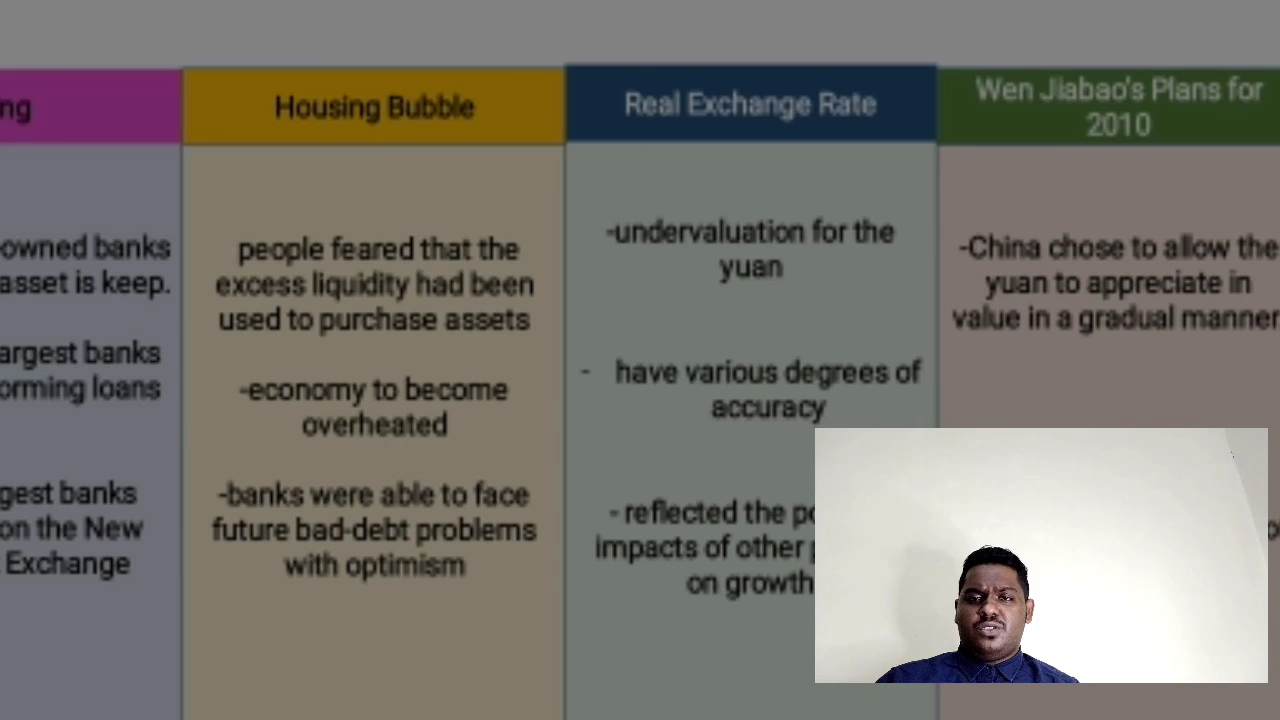 ng
owned banks
asset is keep.
argest banks
orming loans
gest banks
on the New
Exchange
Housing Bubble
people feared that the
excess liquidity had been
used to purchase assets
-economy to become
overheated
-banks were able to face
future bad-debt problems
with optimism
Real Exchange Rate
-undervaluation for the
yuan
- have various degrees of
accuracy
- reflected the
impacts of other
on growth
Wen Jiabao's Plans for
2010
-China chose to allow the
yuan to appreciate in
value in a gradual manner